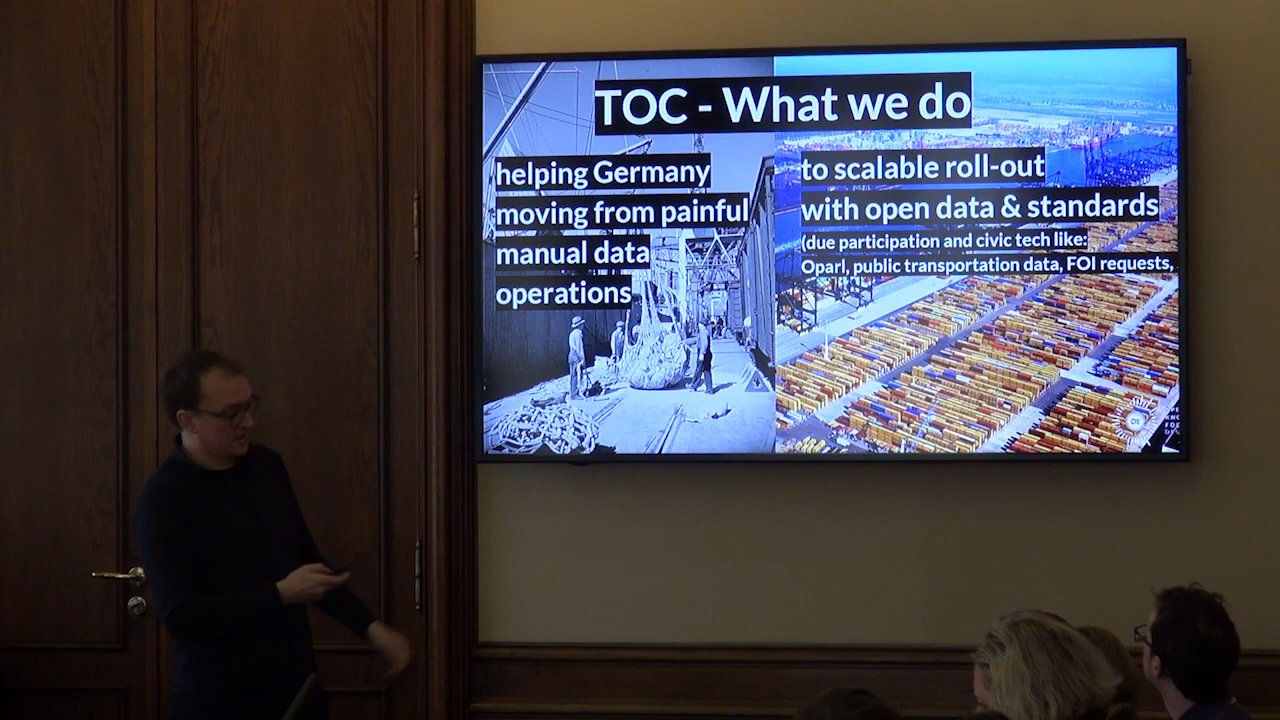 TOC - What we do
helping Germany
moving from painful
manual data
operations
to scalable roll-out
with open data & standards
(due participation and civic tech like:
Oparl, public transportation data, FOI requests,